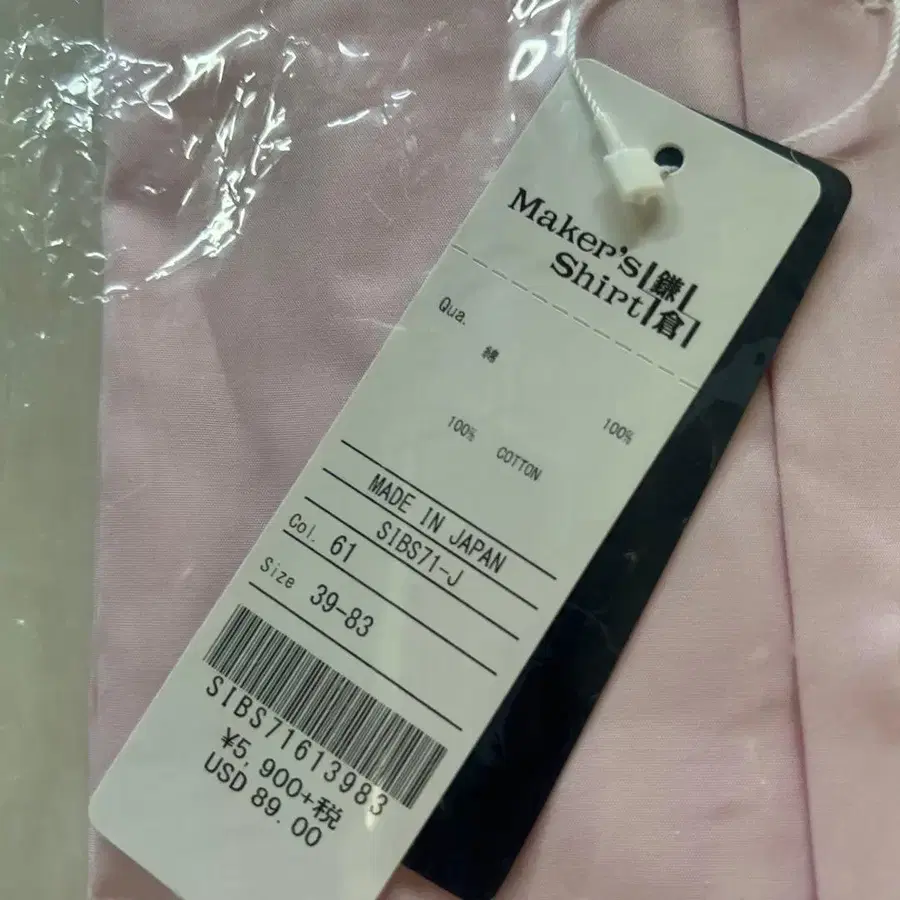 Maker's
Shirt 鎌倉
Qua.
綿 100%
100% COTTON
MADE IN JAPAN
SIBS71-J
Col. 61
Size 39-83
SIBS71613983
¥5,900+税
USD 89.00